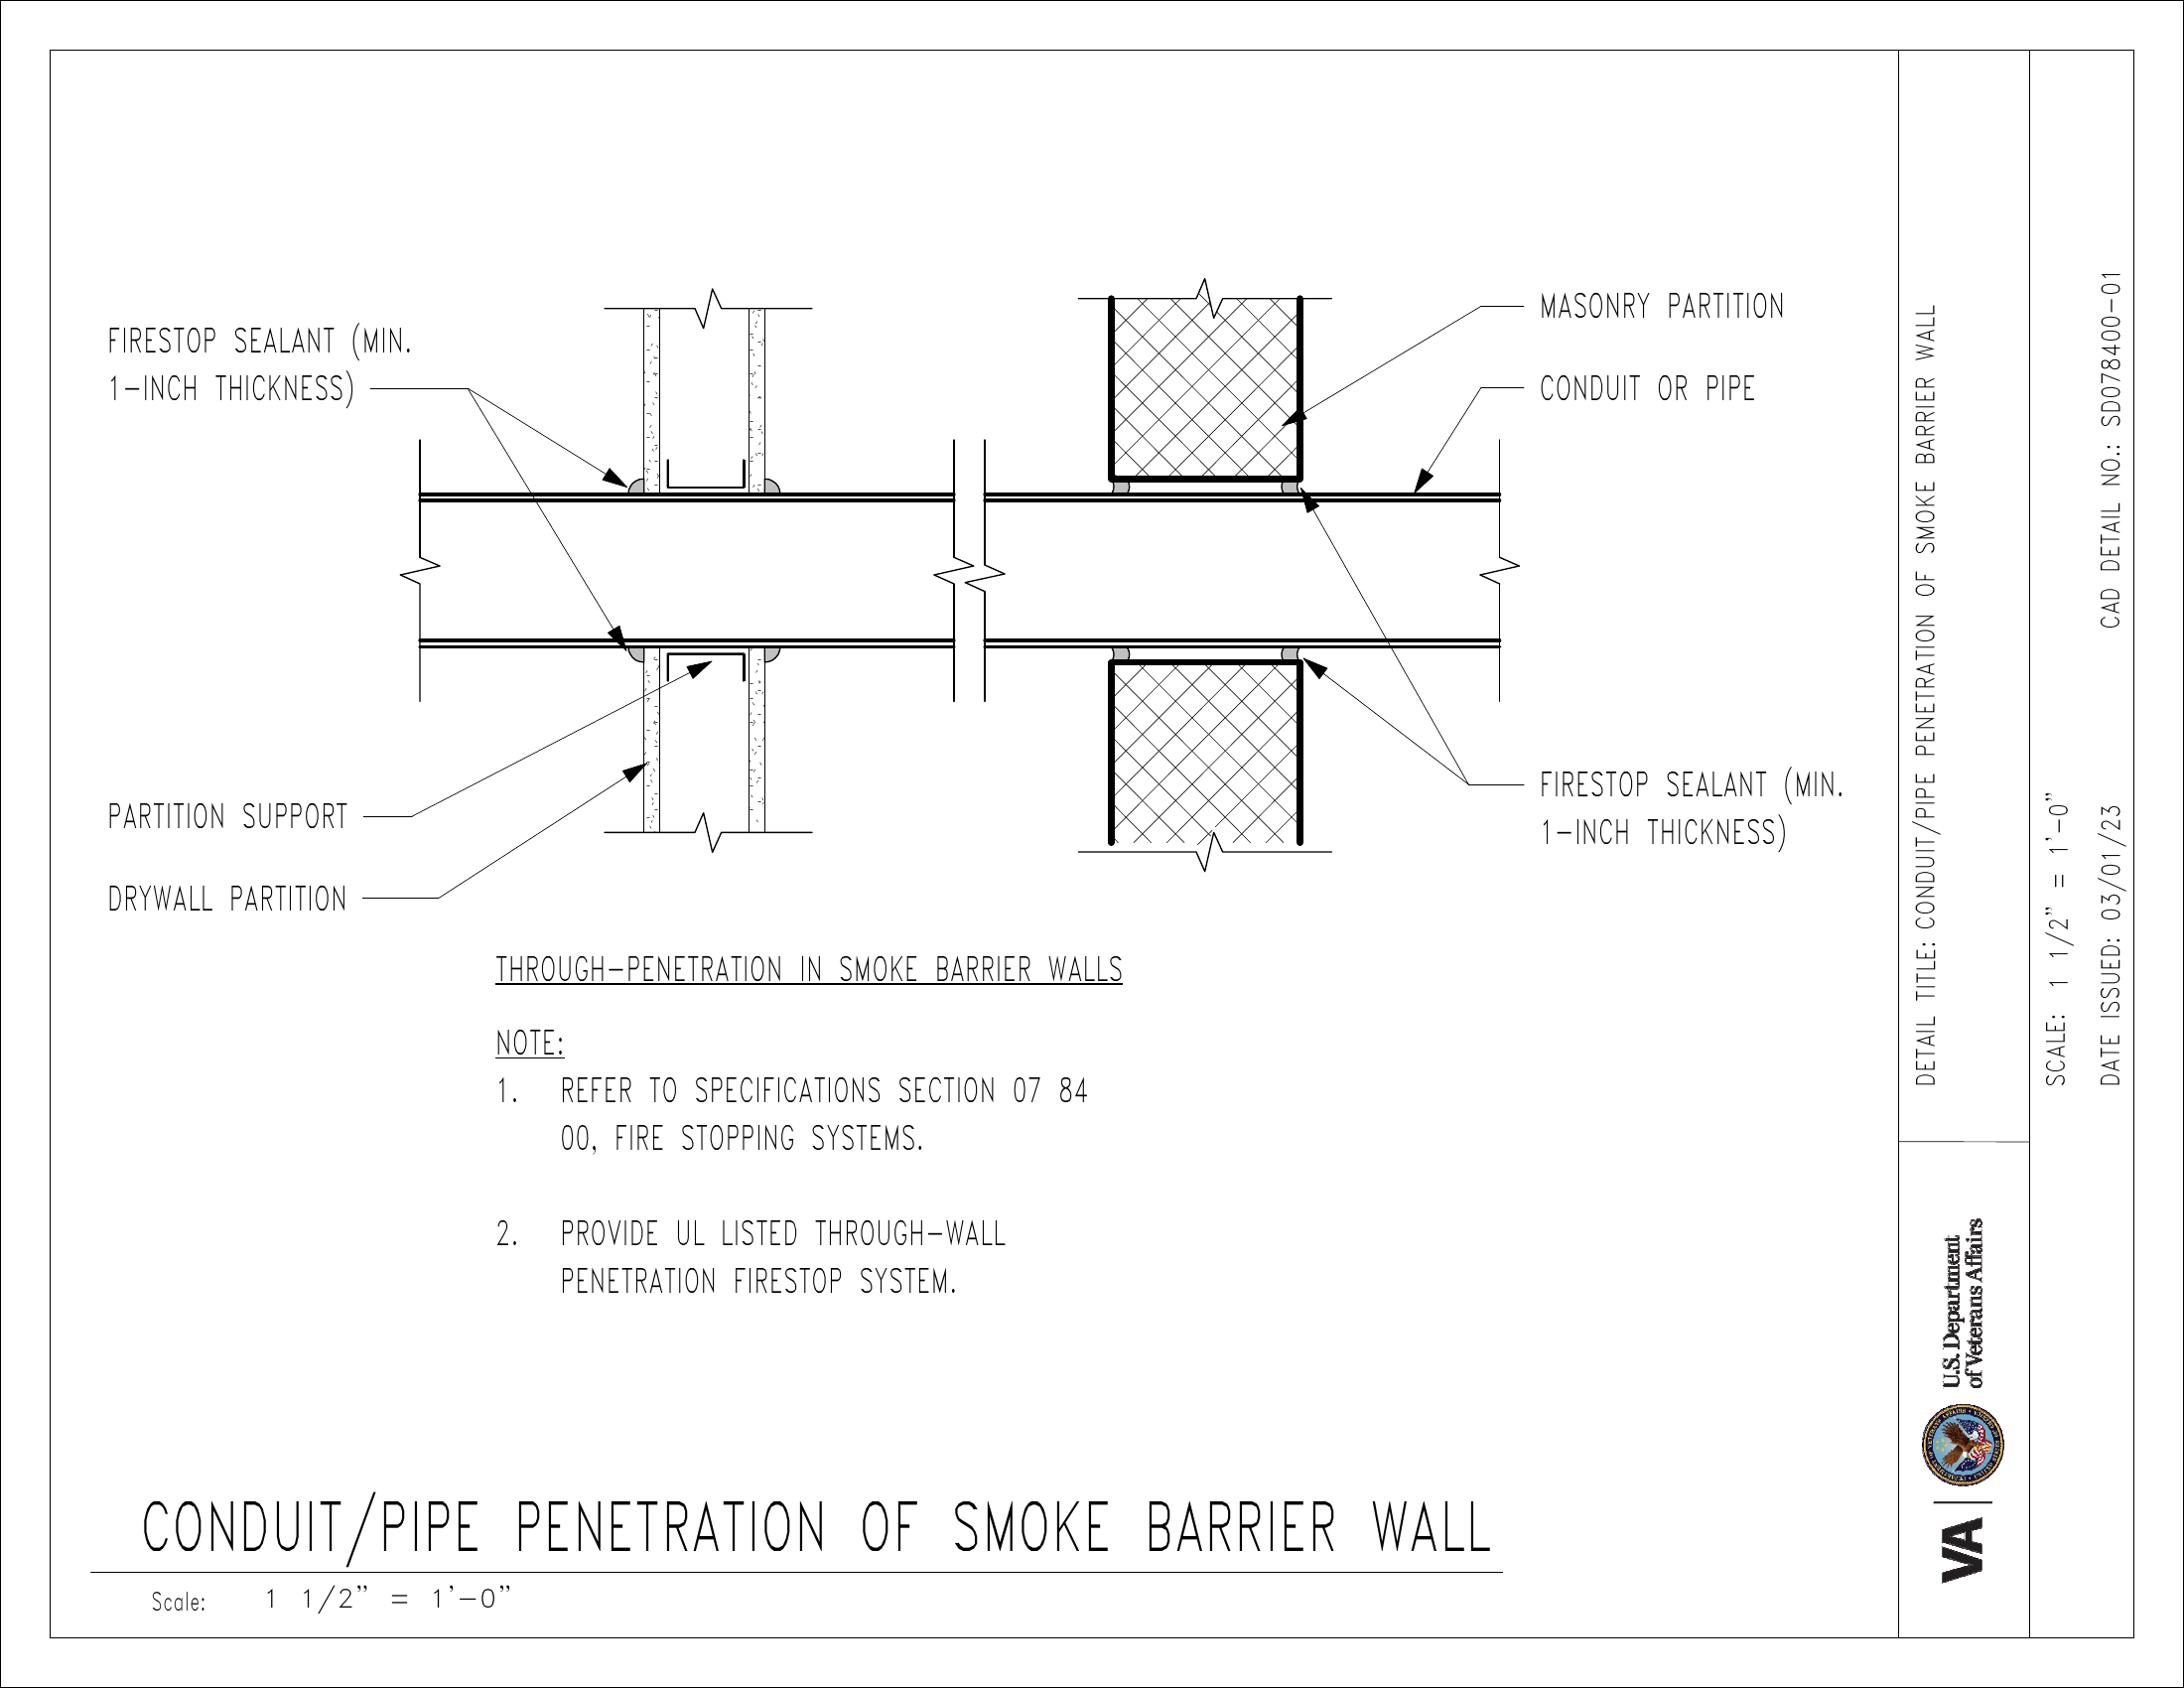 FIRESTOP SEALANT (MIN.
1-INCH THICKNESS)
PARTITION SUPPORT
DRYWALL PARTITION
MASONRY PARTITION
CONDUIT OR PIPE
FIRESTOP SEALANT (MIN.
1-INCH THICKNESS)
THROUGH-PENETRATION IN SMOKE BARRIER WALLS
NOTE:
1. REFER TO SPECIFICATIONS SECTION 07 84
00, FIRE STOPPING SYSTEMS.
2. PROVIDE UL LISTED THROUGH-WALL
PENETRATION FIRESTOP SYSTEM.
CONDUIT/PIPE PENETRATION OF SMOKE BARRIER WALL
Scale: 1 1/2" = 1'-0"
DETAIL TITLE: CONDUIT/PIPE PENETRATION OF SMOKE BARRIER WALL
SCALE: 1 1/2" = 1'-0"
DATE ISSUED: 03/01/23
CAD DETAIL NO.: SD078400-01
VA
U.S. Department
of Veterans Affairs